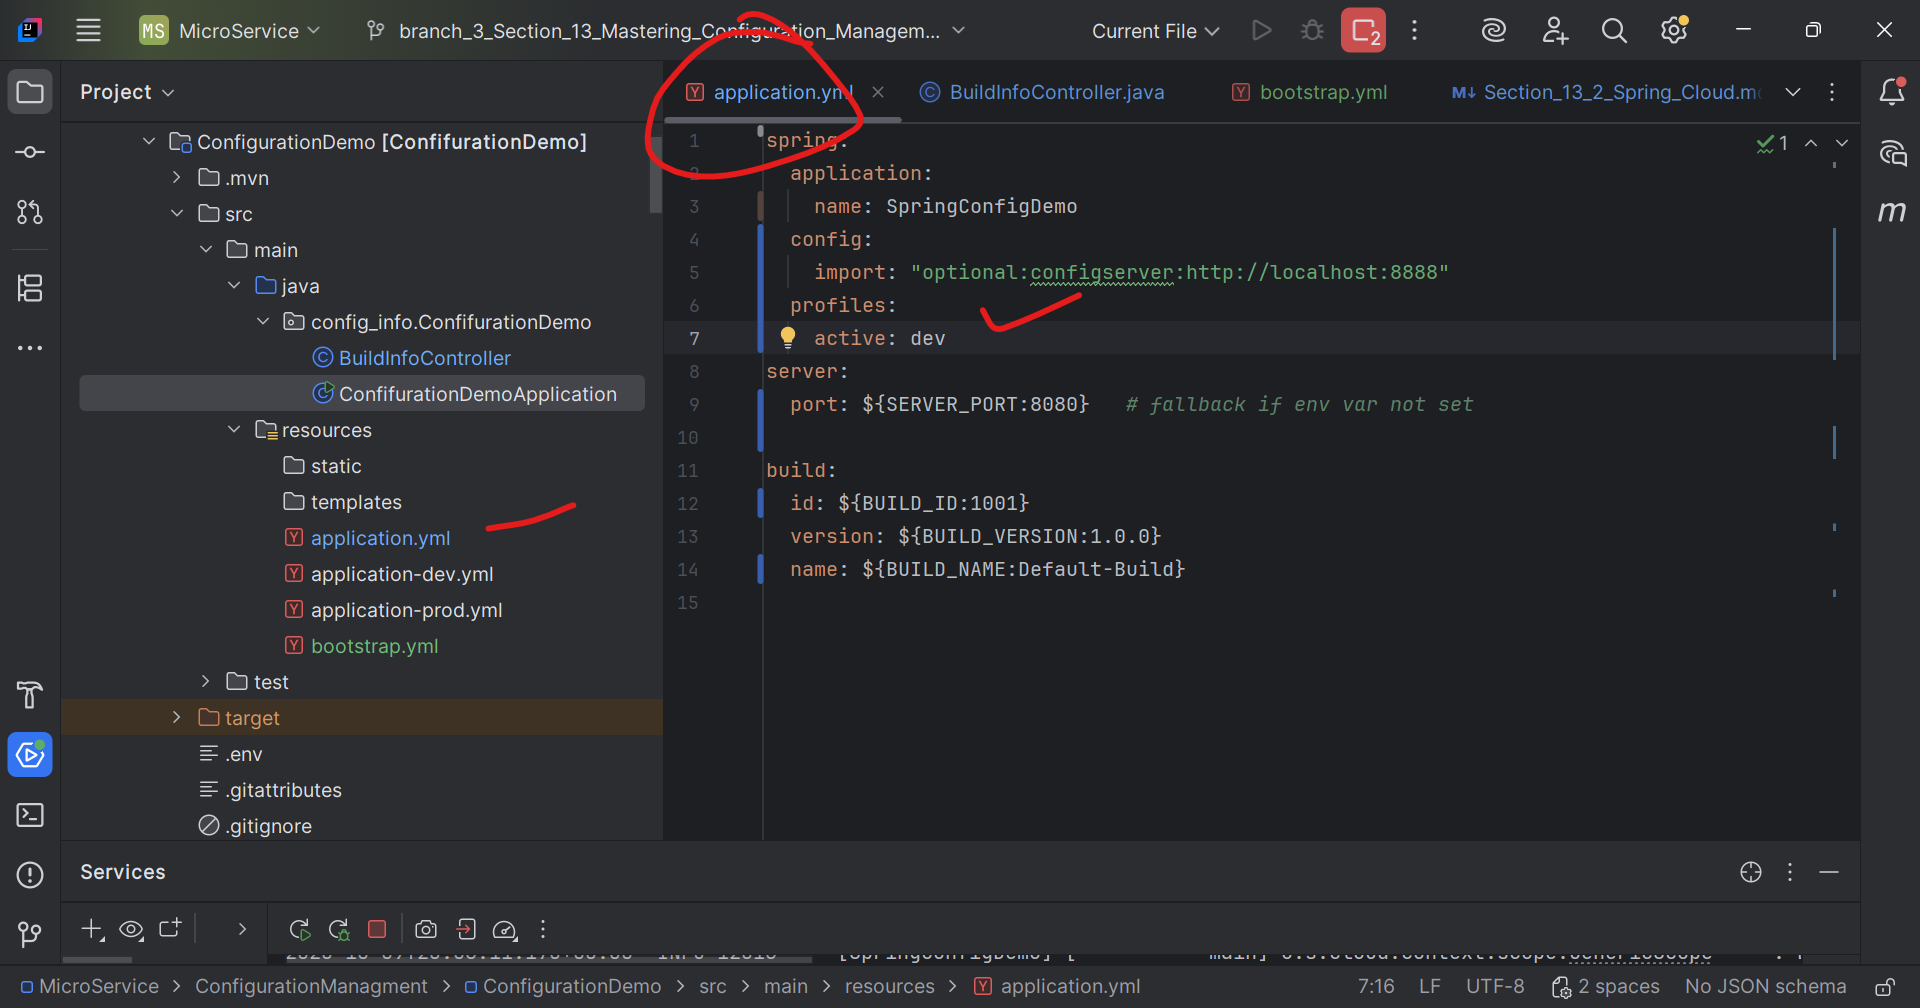 MS MicroService branch_3_Section_13_Mastering_Configuration_Managem... Current File 2
Project
ConfigurationDemo [ConfifurationDemo]
.mvn
src
main
java
config_info.ConfifurationDemo
BuildInfoController
ConfifurationDemoApplication
resources
static
templates
application.yml
application-dev.yml
application-prod.yml
bootstrap.yml
test
target
.env
.gitattributes
.gitignore
application.yml BuildInfoController.java bootstrap.yml Section_13_2_Spring_Cloud.m
1 spring:
2 application:
3 name: SpringConfigDemo
4 config:
5 import: "optional:configserver:http://localhost:8888"
6 profiles:
7 active: dev
8 server:
9 port: ${SERVER_PORT:8080} # fallback if env var not set
10
11 build:
12 id: ${BUILD_ID:1001}
13 version: ${BUILD_VERSION:1.0.0}
14 name: ${BUILD_NAME:Default-Build}
15
1
m
Services
MicroService > ConfigurationManagment > ConfigurationDemo > src > main > resources > application.yml 7:16 LF UTF-8 2 spaces No JSON schema